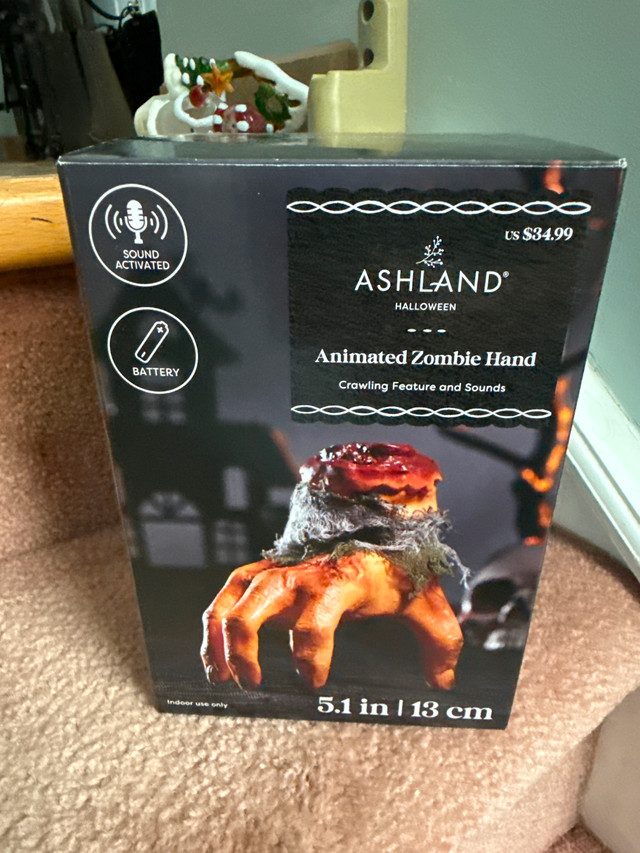 SOUND
ACTIVATED
BATTERY
US $34.99
ASHLAND®
HALLOWEEN
Animated Zombie Hand
Crawling Feature and Sounds
Indoor use only
5.1 in | 13 cm